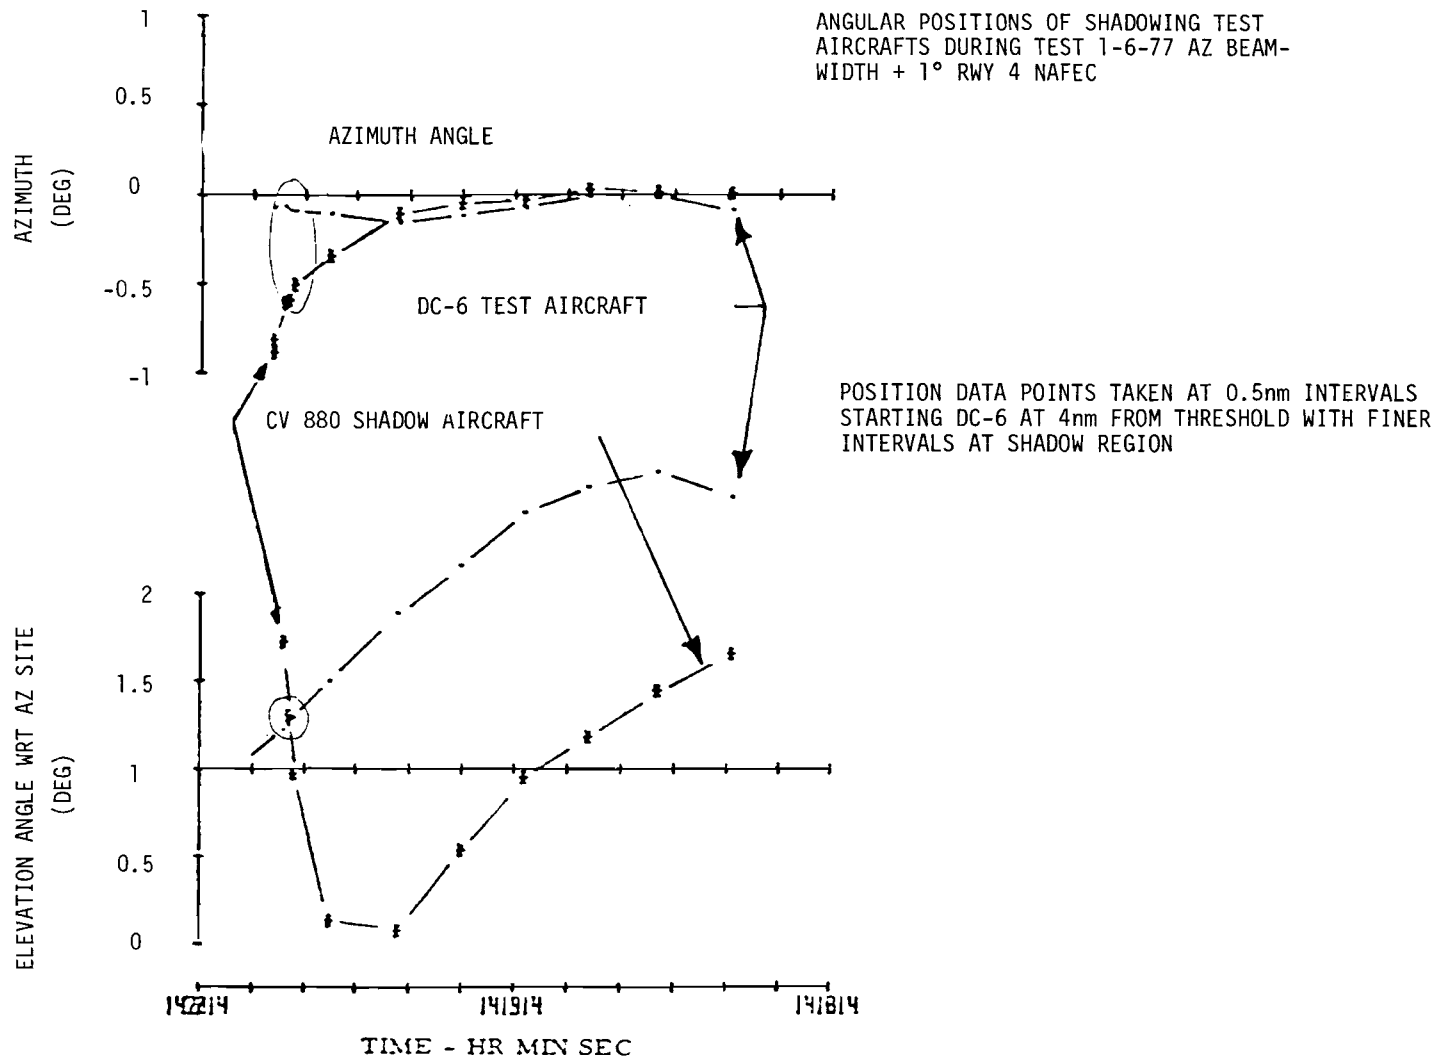 ANGULAR POSITIONS OF SHADOWING TEST
AIRCRAFTS DURING TEST 1-6-77 AZ BEAM-
WIDTH + 1° RWY 4 NAFEC
1
0.5
0
-0.5
-1
AZIMUTH
(DEG)
AZIMUTH ANGLE
DC-6 TEST AIRCRAFT
CV 880 SHADOW AIRCRAFT
POSITION DATA POINTS TAKEN AT 0.5nm INTERVALS
STARTING DC-6 AT 4nm FROM THRESHOLD WITH FINER
INTERVALS AT SHADOW REGION
2
1.5
1
0.5
0
ELEVATION ANGLE WRT AZ SITE
(DEG)
141914
141814
TIME - HR MIN SEC